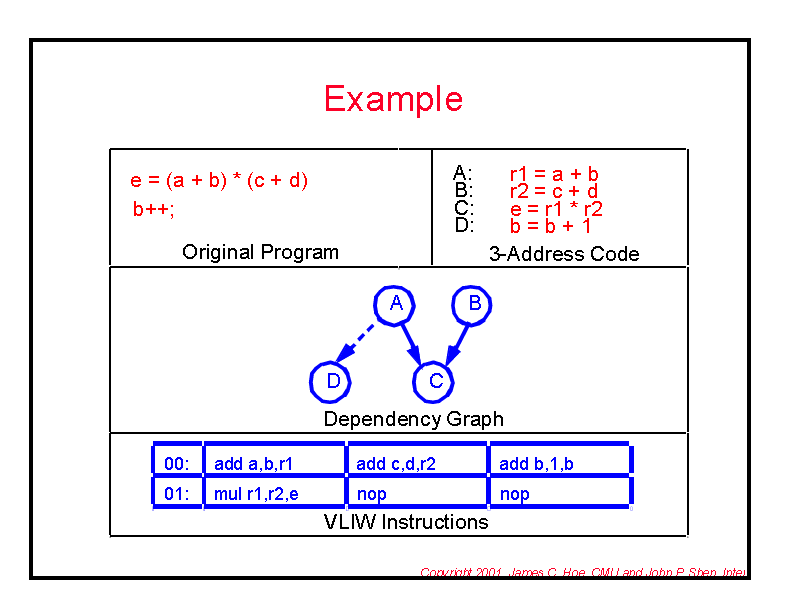 Example
e = (a + b) * (c + d)
b++;
Original Program
A: r1 = a + b
B: r2 = c + d
C: e = r1 * r2
D: b = b + 1
3-Address Code
A B
D C
Dependency Graph
00: add a,b,r1 add c,d,r2 add b,1,b
01: mul r1,r2,e nop nop
VLIW Instructions
Copyright 2001, James C. Hoe, CMU and John P. Shen, Intel